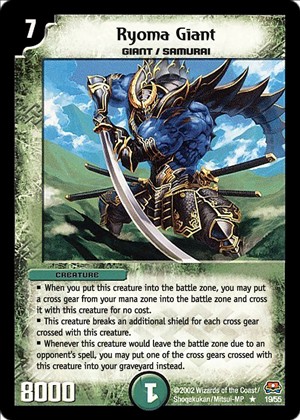 7
Ryoma Giant
GIANT / SAMURAI
CREATURE
■ When you put this creature into the battle zone, you may put
a cross gear from your mana zone into the battle zone and cross
it with this creature for no cost.
■ This creature breaks an additional shield for each cross gear
crossed with this creature.
■ Whenever this creature would leave the battle zone due to an
opponent's spell, you may put one of the cross gears crossed with
this creature into your graveyard instead.
8000
1
©2002 Wizards of the Coast/
Shogakukan/Mitsui-MP ★ 19/55